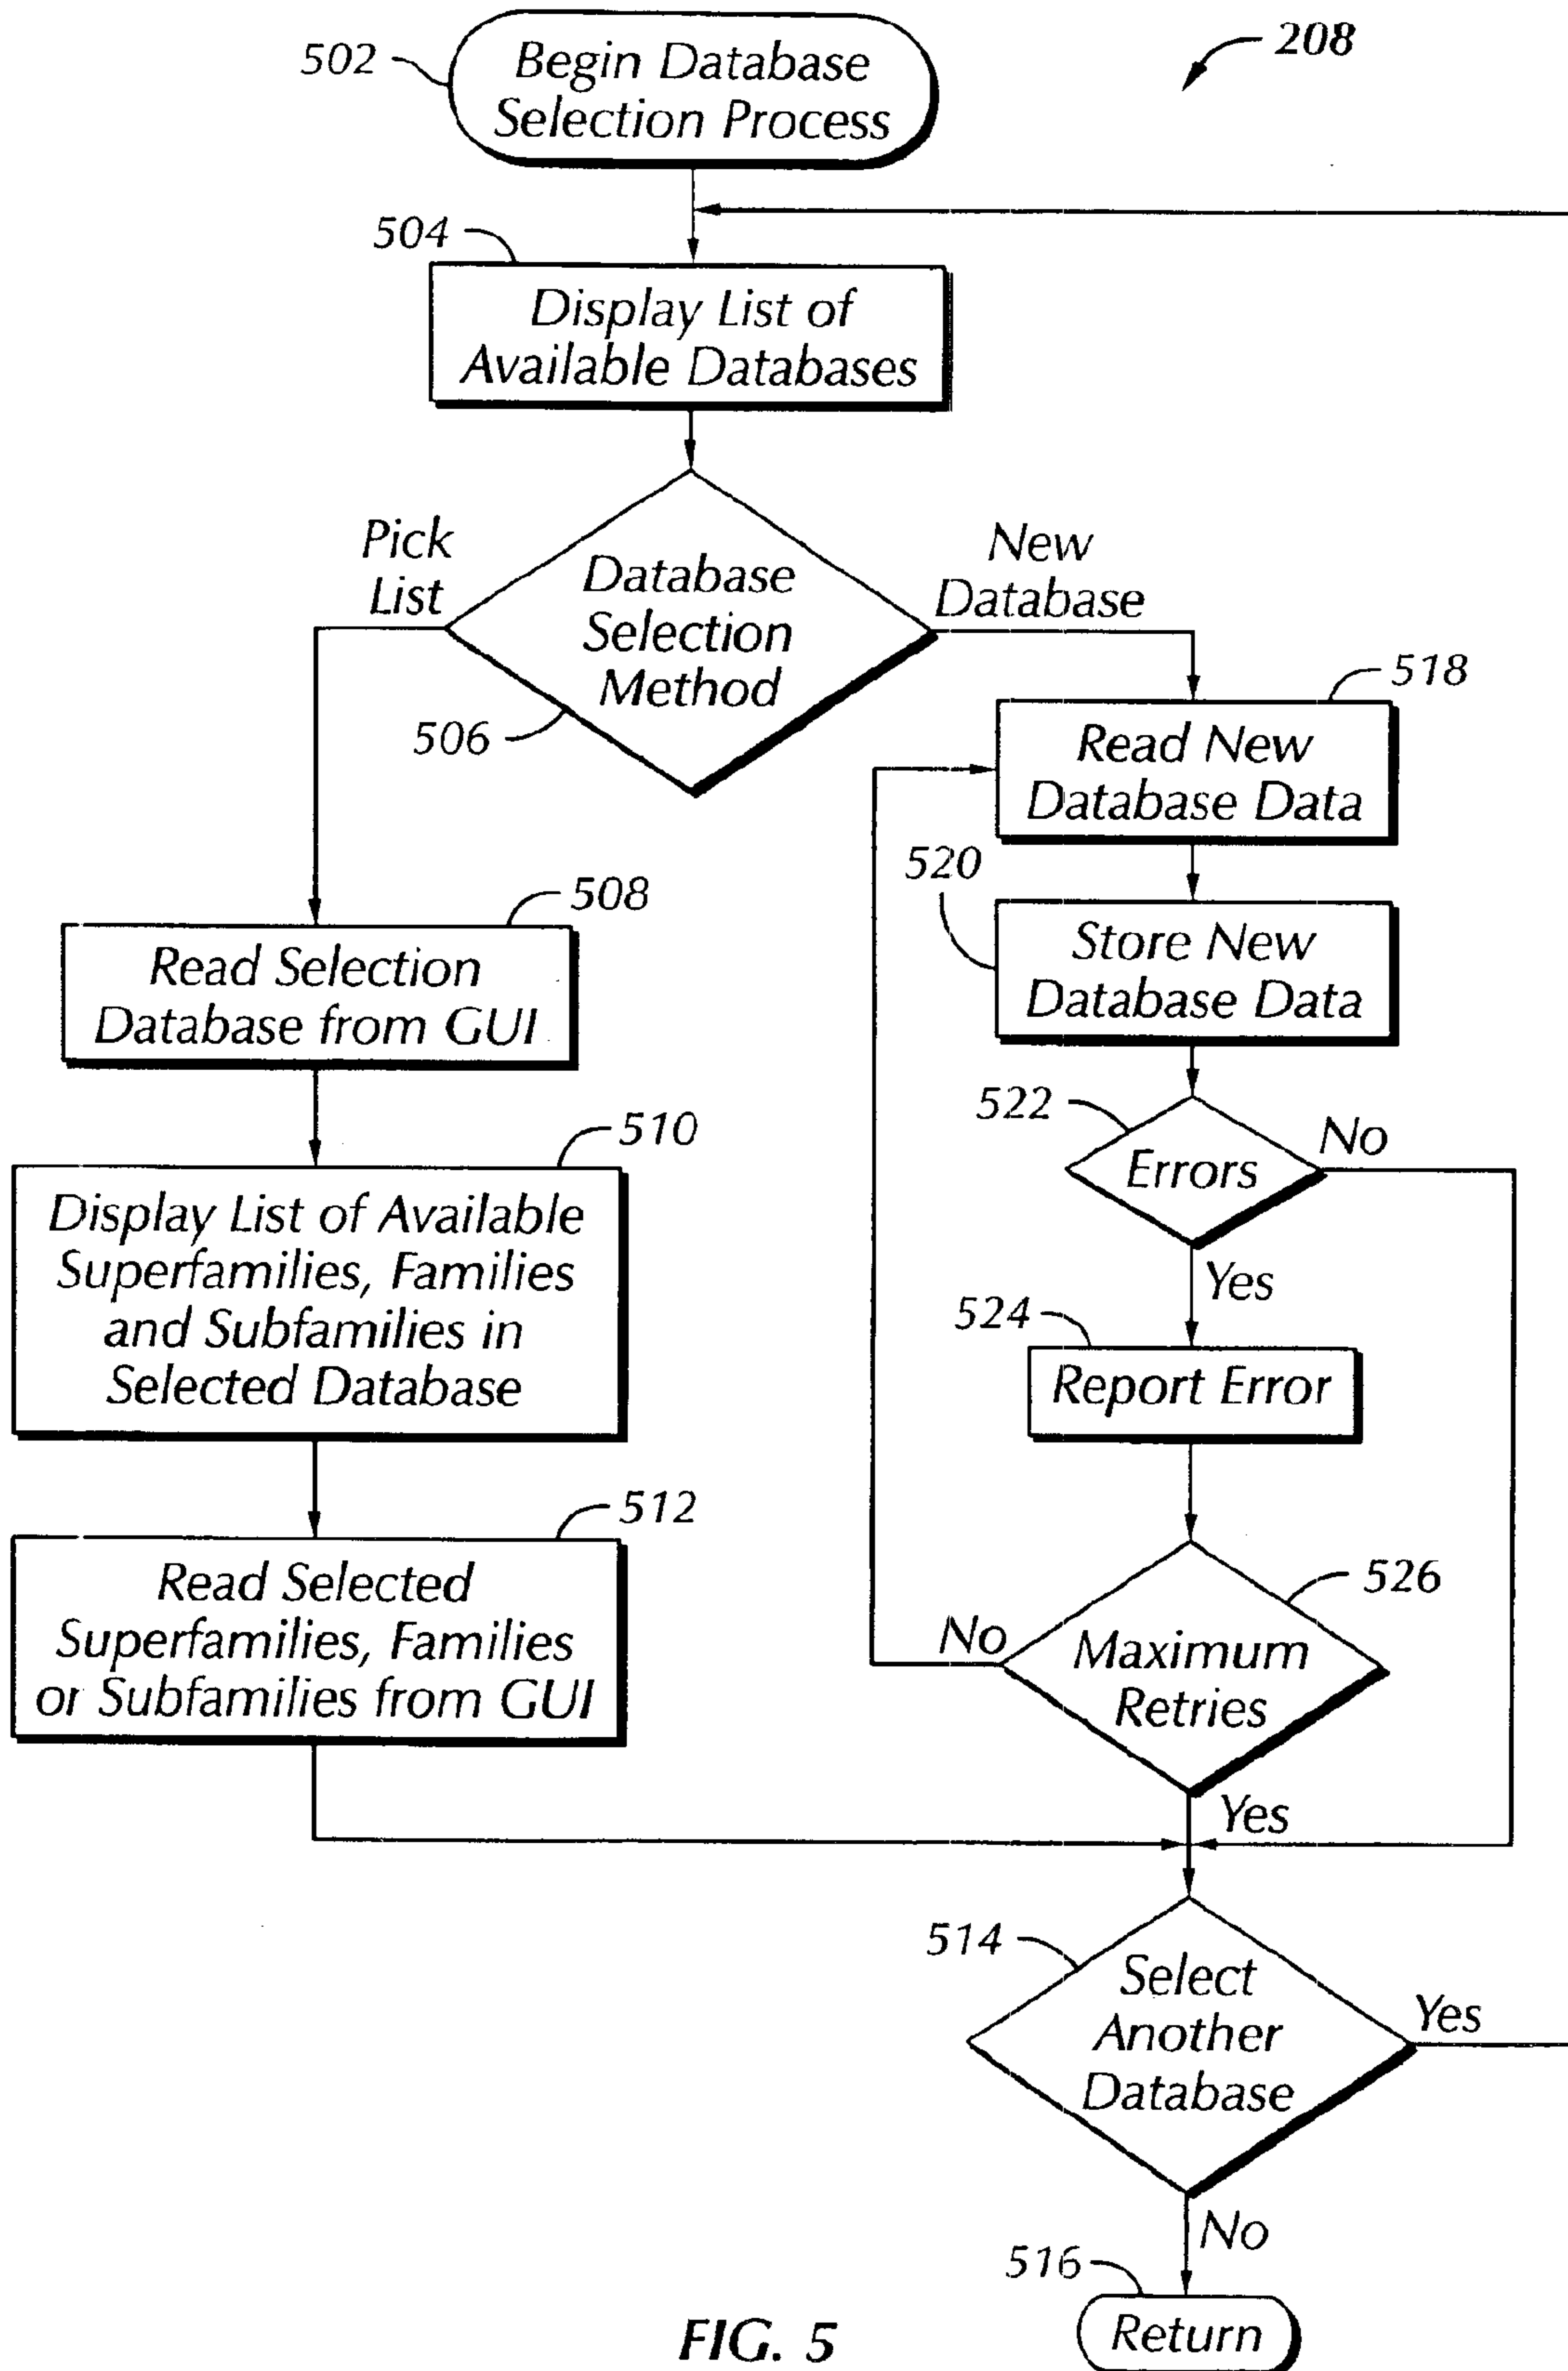 208
502
Begin Database
Selection Process
504
Display List of
Available Databases
Pick
List
New
Database
Database
Selection
Method
506
518
Read New
Database Data
508
Read Selection
Database from GUI
520
Store New
Database Data
510
Display List of Available
Superfamilies, Families
and Subfamilies in
Selected Database
522
Errors
No
Yes
524
Report Error
512
Read Selected
Superfamilies, Families
or Subfamilies from GUI
526
No
Maximum
Retries
Yes
514
Select
Another
Database
Yes
No
516
Return
FIG. 5